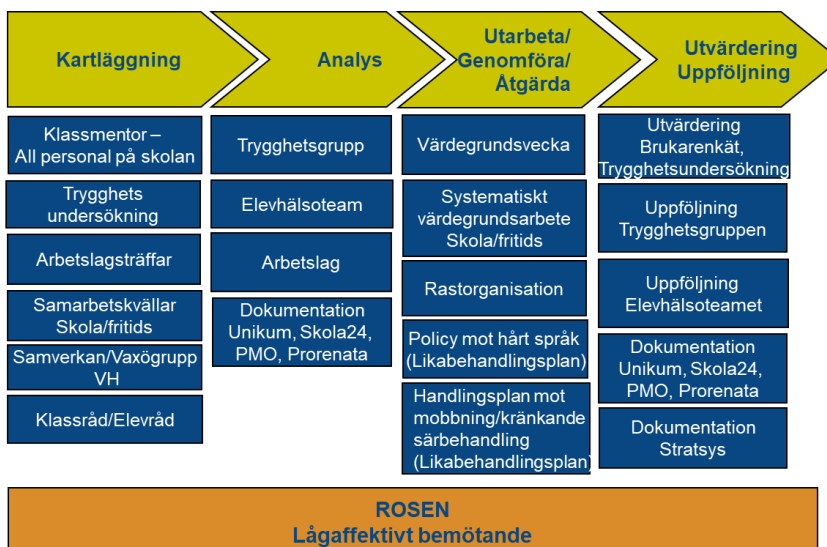 Kartläggning
Analys
Utarbeta/
Genomföra/
Åtgärda
Utvärdering
Uppföljning
Klassmentor –
All personal på skolan
Trygghets
undersökning
Arbetslagsträffar
Samarbetskvällar
Skola/fritids
Samverkan/Vaxögrupp
VH
Klassråd/Elevråd
Trygghetsgrupp
Elevhälsoteam
Arbetslag
Dokumentation
Unikum, Skola24,
PMO, Prorenata
Värdegrundsvecka
Systematiskt
värdegrundsarbete
Skola/fritids
Rastorganisation
Policy mot hårt språk
(Likabehandlingsplan)
Handlingsplan mot
mobbning/kränkande
särbehandling
(Likabehandlingsplan)
Utvärdering
Brukarenkät,
Trygghetsundersökning
Uppföljning
Trygghetsgruppen
Uppföljning
Elevhälsoteamet
Dokumentation
Unikum, Skola24,
PMO, Prorenata
Dokumentation
Stratsys
ROSEN
Lågaffektivt bemötande